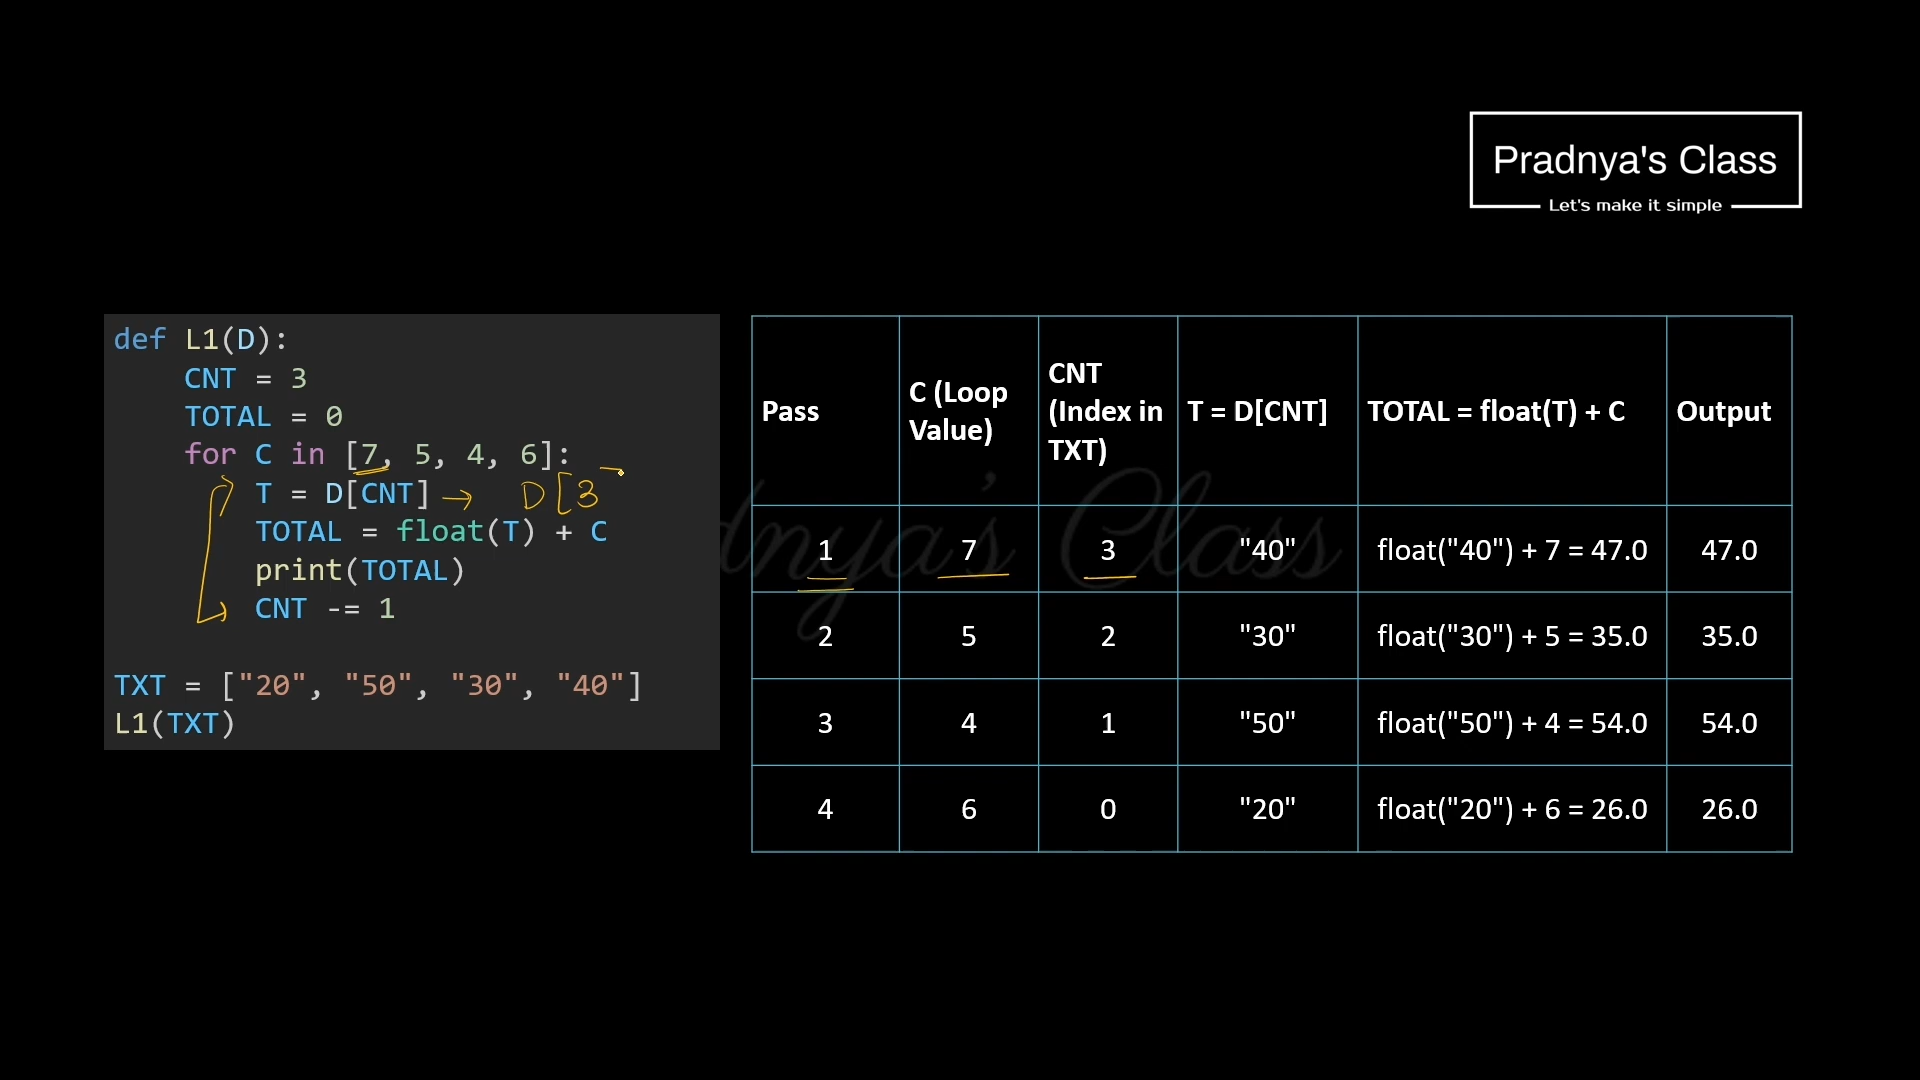 Pradnya's Class
Let's make it simple
def L1(D):
    CNT = 3
    TOTAL = 0
    for C in [7, 5, 4, 6]:
        T = D[CNT] → D[3
        TOTAL = float(T) + C
        print(TOTAL)
        CNT -= 1
TXT = ["20", "50", "30", "40"]
L1(TXT)
Pass | C (Loop Value) | CNT (Index in TXT) | T = D[CNT] | TOTAL = float(T) + C | Output
1 | 7 | 3 | "40" | float("40") + 7 = 47.0 | 47.0
2 | 5 | 2 | "30" | float("30") + 5 = 35.0 | 35.0
3 | 4 | 1 | "50" | float("50") + 4 = 54.0 | 54.0
4 | 6 | 0 | "20" | float("20") + 6 = 26.0 | 26.0
dnya's Class